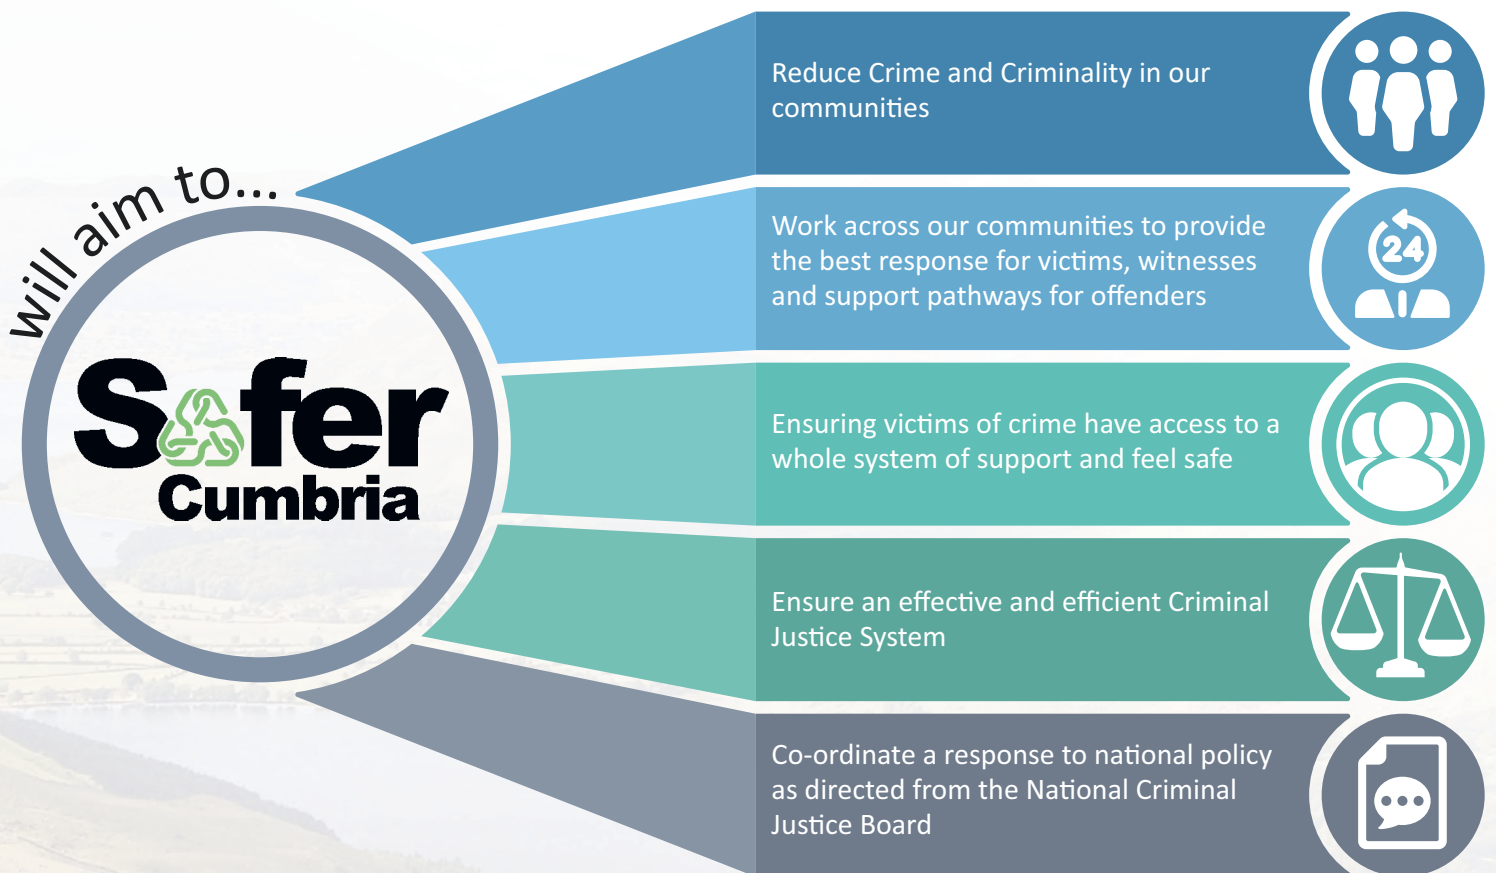 will aim to...
Safer
Cumbria
Reduce Crime and Criminality in our
communities
Work across our communities to provide
the best response for victims, witnesses
and support pathways for offenders
24
Ensuring victims of crime have access to a
whole system of support and feel safe
Ensure an effective and efficient Criminal
Justice System
Co-ordinate a response to national policy
as directed from the National Criminal
Justice Board